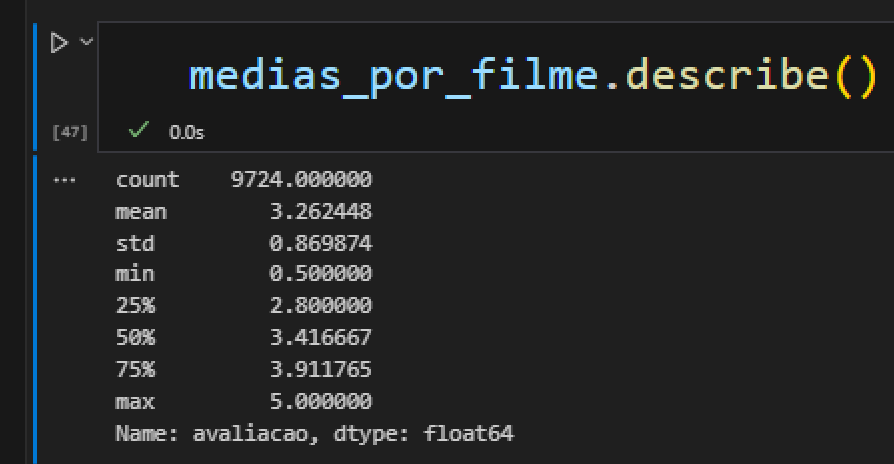 medias_por_filme.describe()
[47] 0.0s
count 9724.000000
mean 3.262448
std 0.869874
min 0.500000
25% 2.800000
50% 3.416667
75% 3.911765
max 5.000000
Name: avaliacao, dtype: float64